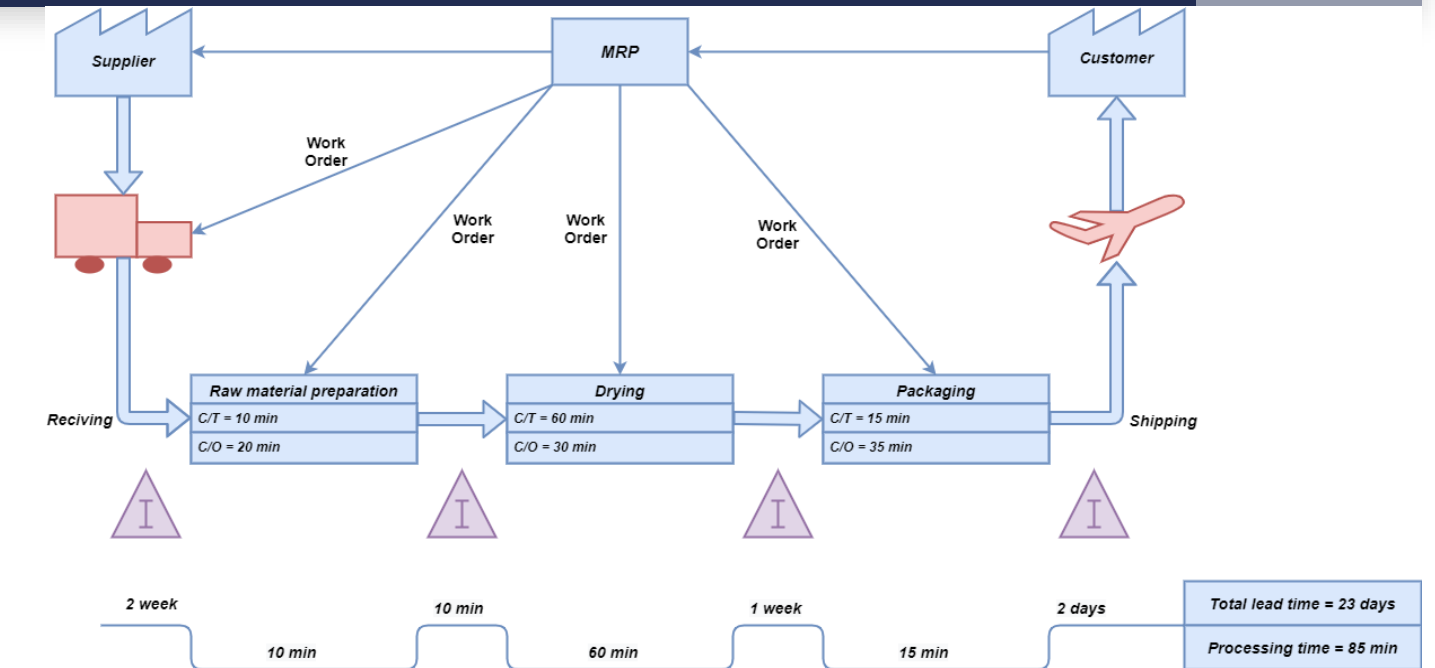 Supplier
MRP
Customer
Work
Order
Work
Order
Work
Order
Work
Order
Reciving
Raw material preparation
C/T = 10 min
C/O = 20 min
Drying
C/T = 60 min
C/O = 30 min
Packaging
C/T = 15 min
C/O = 35 min
Shipping
I
I
I
I
2 week
10 min
10 min
60 min
1 week
15 min
2 days
Total lead time = 23 days
Processing time = 85 min